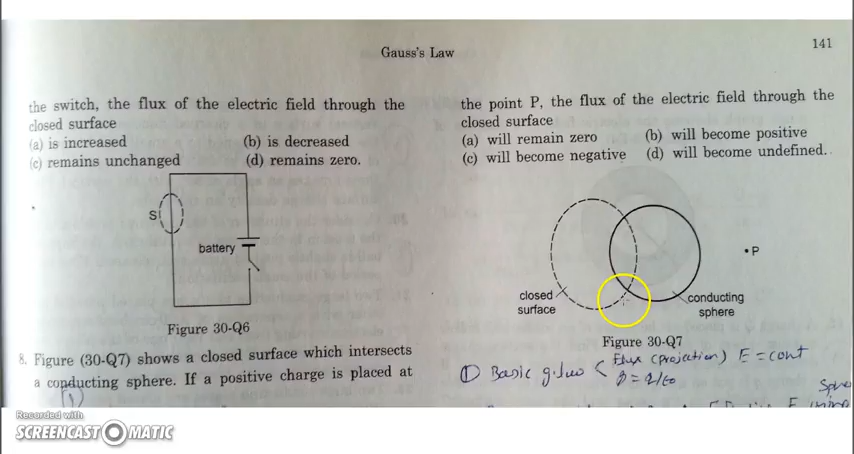 Gauss's Law
141
the switch, the flux of the electric field through the
closed surface
(a) is increased (b) is decreased
(c) remains unchanged (d) remains zero.
S
battery
Figure 30-Q6
8. Figure (30-Q7) shows a closed surface which intersects
a conducting sphere. If a positive charge is placed at
the point P, the flux of the electric field through the
closed surface
(a) will remain zero (b) will become positive
(c) will become negative (d) will become undefined.
P
closed
surface
conducting
sphere
Figure 30-Q7
① Basic
Flux (projection) E = cont
(1)
Recorded with
SCREENCAST O MATIC